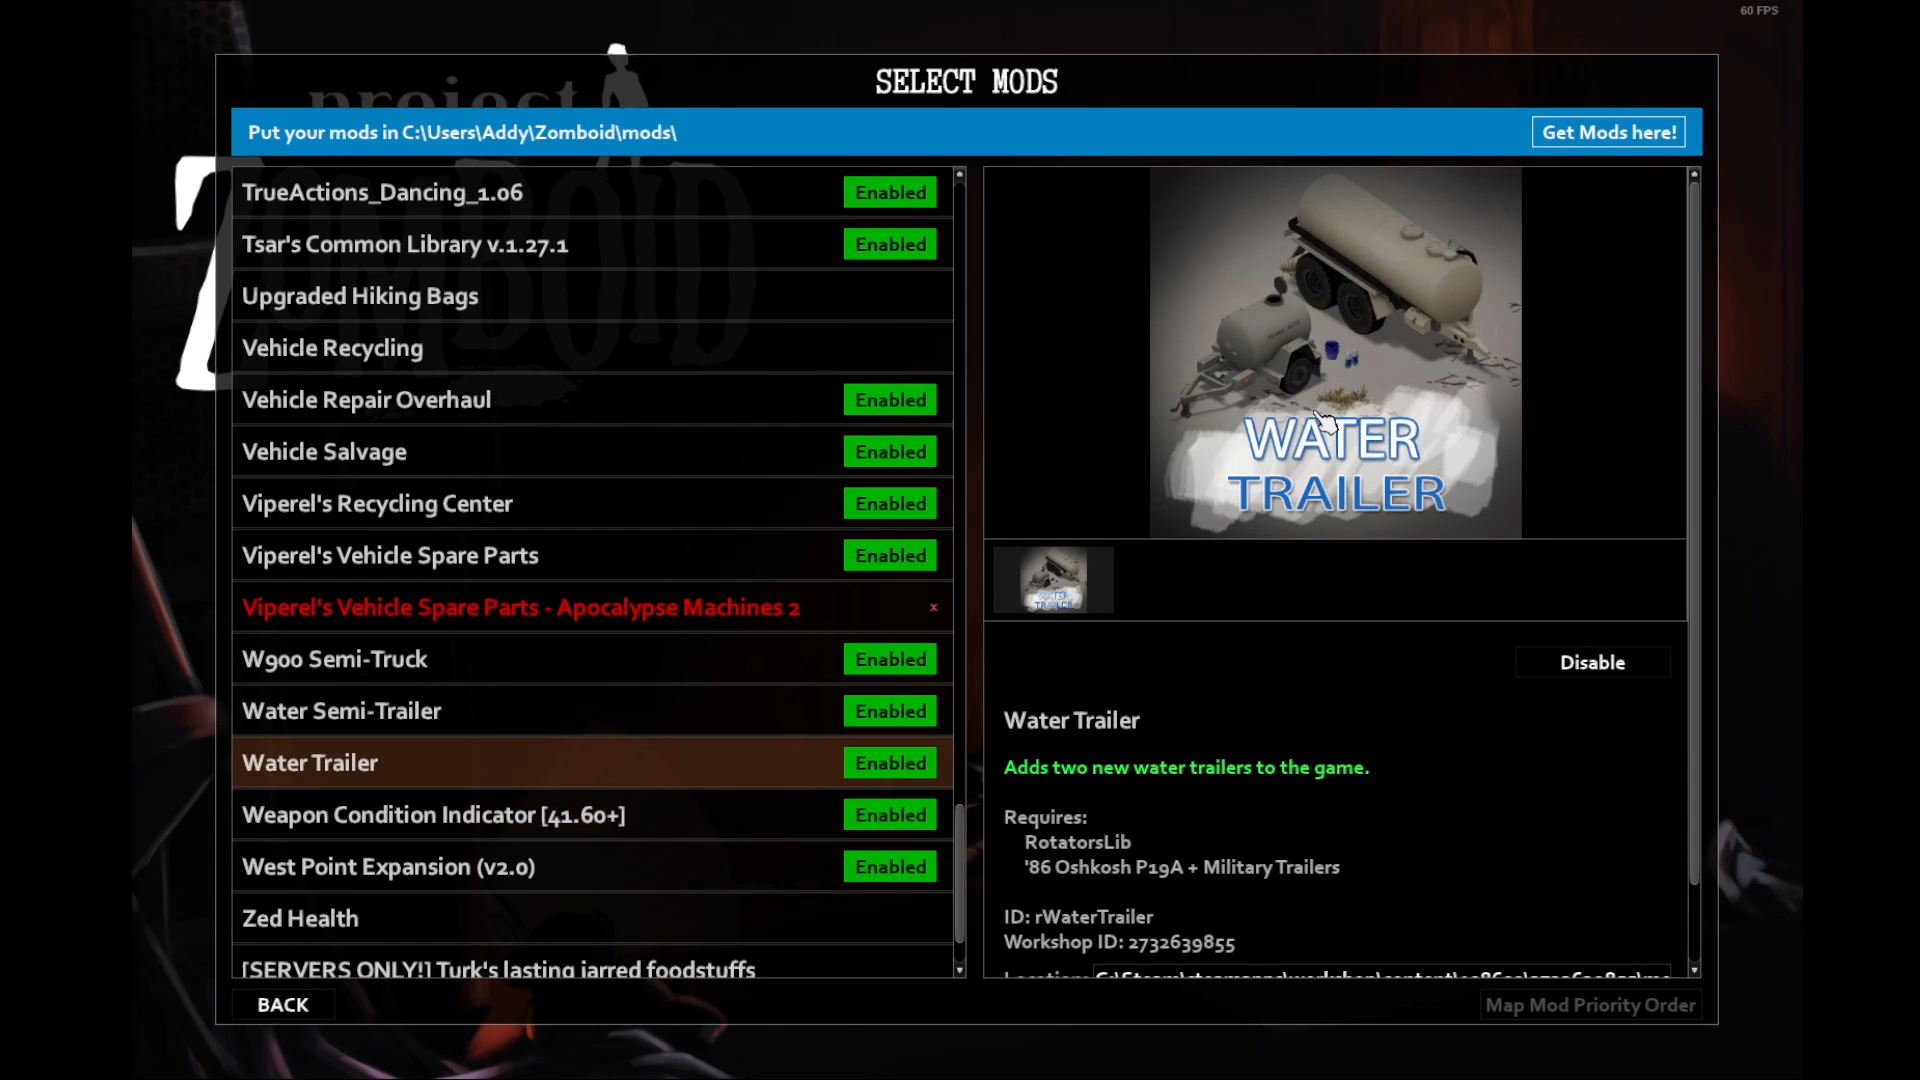 60 FPS
project
ZOMBOID
SELECT MODS
Put your mods in C:\Users\Addy\Zomboid\mods\
Get Mods here!
TrueActions_Dancing_1.06
Enabled
Tsar's Common Library v.1.27.1
Enabled
Upgraded Hiking Bags
Vehicle Recycling
Vehicle Repair Overhaul
Enabled
Vehicle Salvage
Enabled
Viperel's Recycling Center
Enabled
Viperel's Vehicle Spare Parts
Enabled
Viperel's Vehicle Spare Parts - Apocalypse Machines 2
x
W900 Semi-Truck
Enabled
Water Semi-Trailer
Enabled
Water Trailer
Enabled
Weapon Condition Indicator [41.60+]
Enabled
West Point Expansion (v2.0)
Enabled
Zed Health
[SERVERS ONLY!] Turk's lasting jarred foodstuffs
BACK
WATER
TRAILER
WATER
TRAILER
Disable
Water Trailer
Adds two new water trailers to the game.
Requires:
RotatorsLib
'86 Oshkosh P19A + Military Trailers
ID: rWaterTrailer
Workshop ID: 2732639855
Location:
Map Mod Priority Order